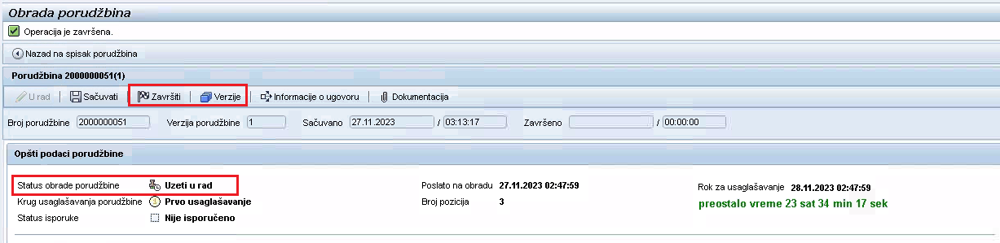 Obrada porudžbina
Operacija je završena.
Nazad na spisak porudžbina
Porudžbina 2000000051(1)
U rad Sačuvati Završiti Verzije Informacije o ugovoru Dokumentacija
Broj porudžbine 2000000051 Verzija porudžbine 1 Sačuvano 27.11.2023 / 03:13:17 Završeno / 00:00:00
Opšti podaci porudžbine
Status obrade porudžbine Uzeti u rad Poslato na obradu 27.11.2023 02:47:59 Rok za usaglašavanje 28.11.2023 02:47:59
Krug usaglašavanja porudžbine 1 Prvo usaglašavanje Broj pozicija 3 preostalo vreme 23 sat 34 min 17 sek
Status isporuke Nije isporučeno